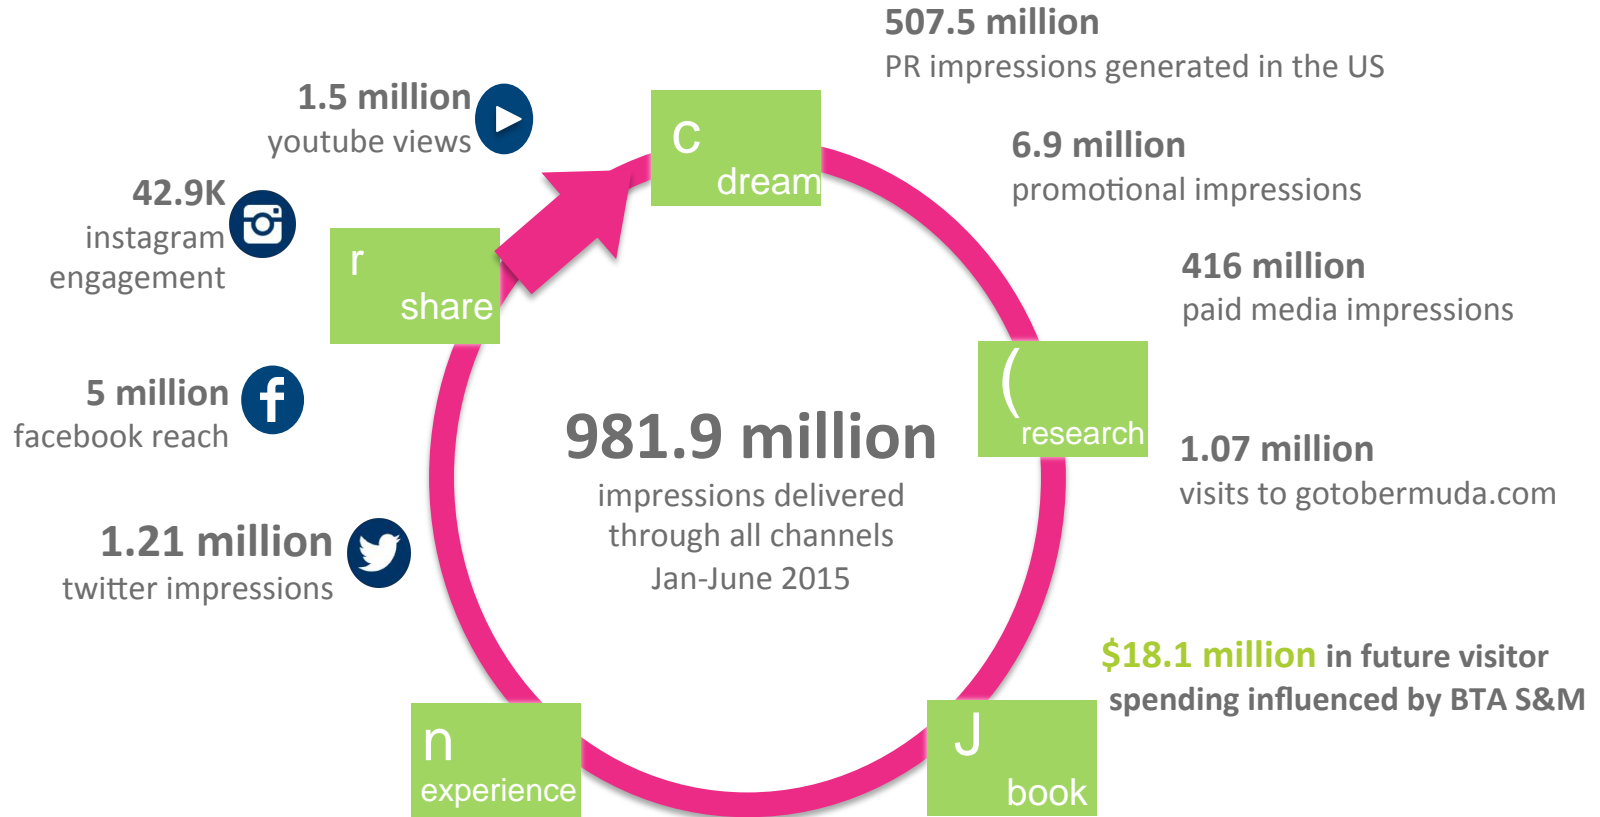 507.5 million
PR impressions generated in the US
1.5 million
youtube views
c
dream
6.9 million
promotional impressions
42.9K
instagram
engagement
r
share
416 million
paid media impressions
(
research
5 million
facebook reach
981.9 million
impressions delivered
through all channels
Jan-June 2015
1.07 million
visits to gotobermuda.com
1.21 million
twitter impressions
$18.1 million in future visitor
spending influenced by BTA S&M
n
experience
J
book